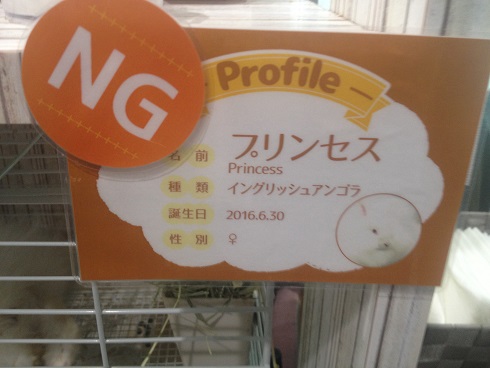 NG
Profile
名前 プリンセス
Princess
種類 イングリッシュアンゴラ
誕生日 2016.6.30
性別 ♀